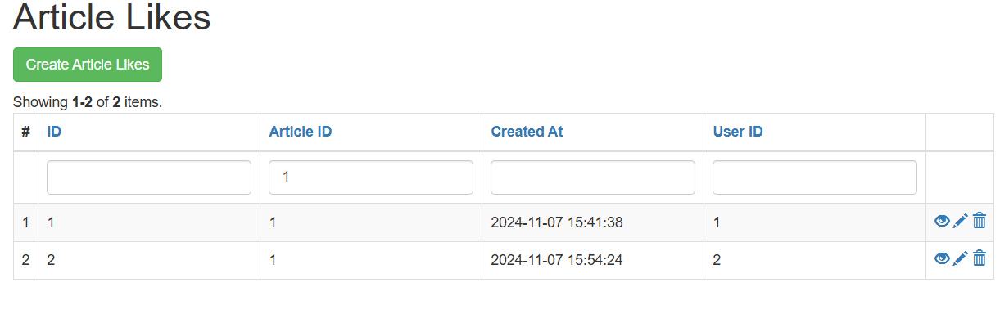 Article Likes
Create Article Likes
Showing 1-2 of 2 items.
# ID Article ID Created At User ID
1
1 1 1 2024-11-07 15:41:38 1
2 2 1 2024-11-07 15:54:24 2